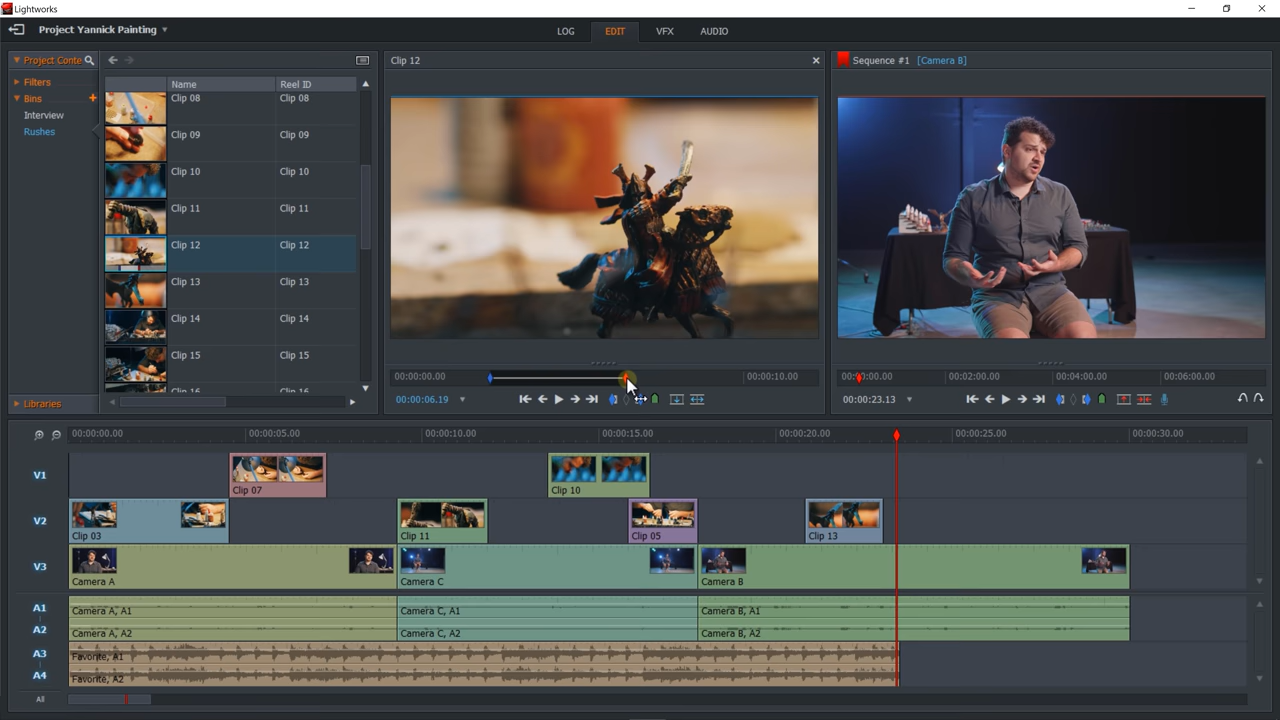 Lightworks
Project Yannick Painting
LOG EDIT VFX AUDIO
Project Conte
Filters
Bins
Interview
Rushes
Libraries
Name Reel ID
Clip 08 Clip 08
Clip 09 Clip 09
Clip 10 Clip 10
Clip 11 Clip 11
Clip 12 Clip 12
Clip 13 Clip 13
Clip 14 Clip 14
Clip 15 Clip 15
Clip 16 Clip 16
Clip 12
00:00:00.00 00:00:10.00
00:00:06.19
Sequence #1 [Camera B]
00:00:00.00 00:02:00.00 00:04:00.00 00:06:00.00
00:00:23.13
00:00:00.00 00:00:05.00 00:00:10.00 00:00:15.00 00:00:20.00 00:00:25.00 00:00:30.00
V1
Clip 07 Clip 10
V2
Clip 03 Clip 11 Clip 05 Clip 13
V3
Camera A Camera C Camera B
A1 Camera A, A1 Camera C, A1 Camera B, A1
A2 Camera A, A2 Camera C, A2 Camera B, A2
A3 Favorite, A1
A4 Favorite, A2
All